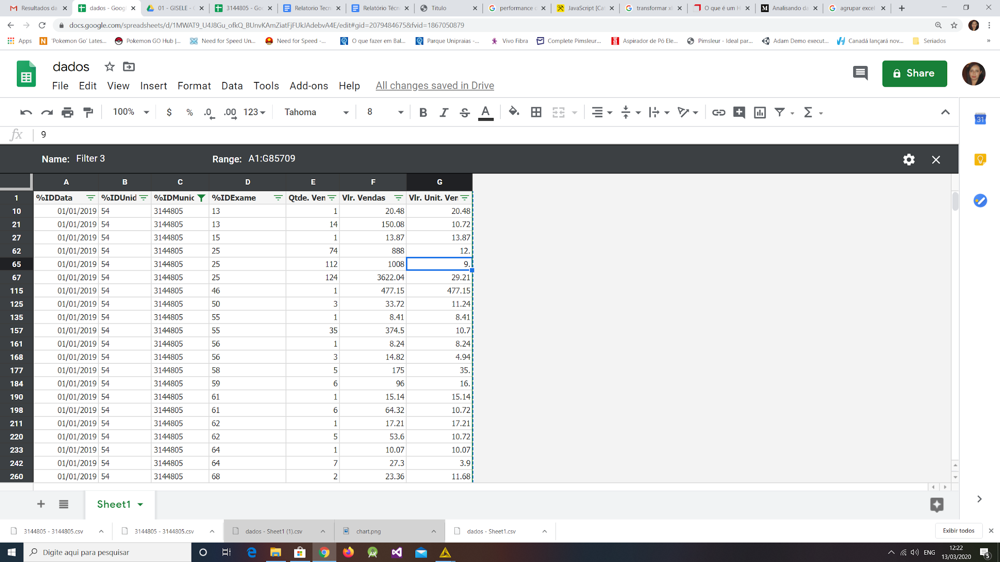 Resultados da
dados - Goog
01 - GISELE - 
3144805 - Goo
Relatorio Tecn
Relatório Técn
Titulo
performance
JavaScript [Ca
transformar xl
O que é um H
Analisando da
agrupar excel
docs.google.com/spreadsheets/d/1MWAT9_U4J8Gu_ofkQ_BUnvKAmZiatFjFUkJAdebvA4E/edit#gid=2079484675&fvid=1867050879
Apps
'Pokemon Go' Lates...
Pokemon GO Hub |...
Need for Speed Un...
Need for Speed -...
O que fazer em Bal...
Parque Unipraias -...
Vivo Fibra
Complete Pimsleur...
Aspirador de Pó Ele...
Pimsleur - Ideal par...
Adam Demo execut...
Canadá lançará nov...
Seriados
»
dados
Share
File Edit View Insert Format Data Tools Add-ons Help All changes saved in Drive
100% $ % .0 .00 123 Tahoma 8 B I S A Σ
31
fx 9
Name: Filter 3 Range: A1:G85709
A B C D E F G
1 %IDData %IDUnid %IDMunic %IDExame Qtde. Ven Vlr. Vendas Vlr. Unit. Ven
10 01/01/2019 54 3144805 13 1 20.48 20.48
21 01/01/2019 54 3144805 13 14 150.08 10.72
27 01/01/2019 54 3144805 15 1 13.87 13.87
62 01/01/2019 54 3144805 25 74 888 12.
65 01/01/2019 54 3144805 25 112 1008 9.
67 01/01/2019 54 3144805 25 124 3622.04 29.21
115 01/01/2019 54 3144805 46 1 477.15 477.15
125 01/01/2019 54 3144805 50 3 33.72 11.24
135 01/01/2019 54 3144805 55 1 8.41 8.41
157 01/01/2019 54 3144805 55 35 374.5 10.7
161 01/01/2019 54 3144805 56 1 8.24 8.24
168 01/01/2019 54 3144805 56 3 14.82 4.94
177 01/01/2019 54 3144805 58 5 175 35.
184 01/01/2019 54 3144805 59 6 96 16.
190 01/01/2019 54 3144805 61 1 15.14 15.14
198 01/01/2019 54 3144805 61 6 64.32 10.72
211 01/01/2019 54 3144805 62 1 17.21 17.21
220 01/01/2019 54 3144805 62 5 53.6 10.72
233 01/01/2019 54 3144805 64 1 10.07 10.07
242 01/01/2019 54 3144805 64 7 27.3 3.9
260 01/01/2019 54 3144805 68 2 23.36 11.68
Sheet1
3144805 - 3144805.csv
3144805 - 3144805.csv
dados - Sheet1 (1).csv
chart.png
dados - Sheet1.csv
Exibir todos
Digite aqui para pesquisar
ENG
12:22
13/03/2020
5